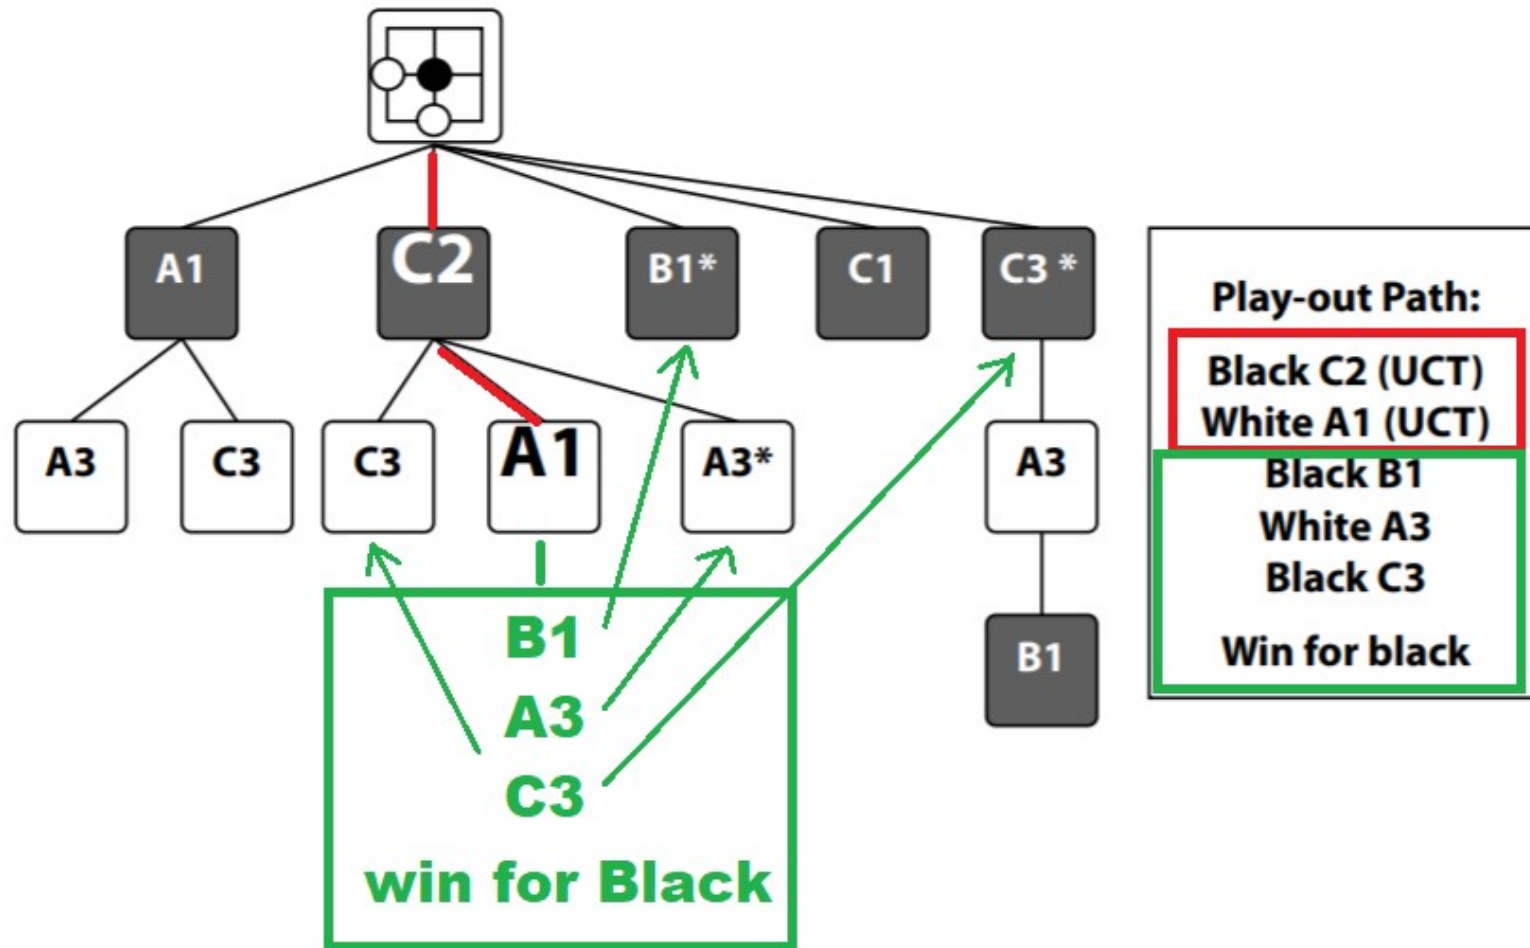 A1
C2
B1*
C1
C3 *
A3
C3
C3
A1
A3*
A3
B1
B1
A3
C3
win for Black
Play-out Path:
Black C2 (UCT)
White A1 (UCT)
Black B1
White A3
Black C3
Win for black